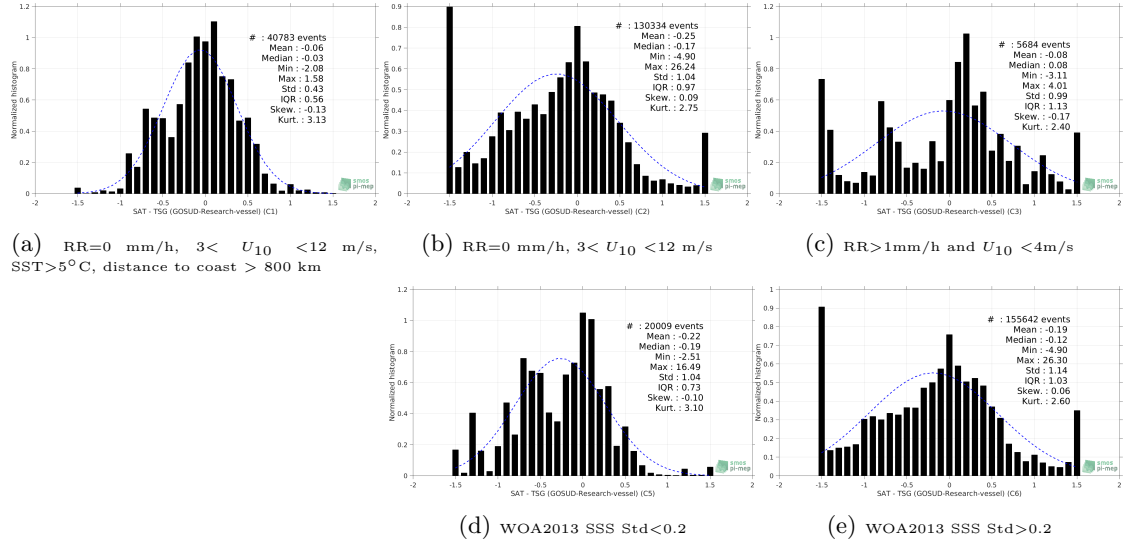 # : 40783 events
Mean : -0.06
Median : -0.03
Min : -2.08
Max : 1.58
Std : 0.43
IQR : 0.56
Skew. : -0.13
Kurt. : 3.13
Normalized histogram
1.2
1
0.8
0.6
0.4
0.2
0
-2 -1.5 -1 -0.5 0 0.5 1 1.5 2
SAT - TSG (GOSUD-Research-vessel) (C1)
smos
pi-mep
(a) RR=0 mm/h, 3< U10 <12 m/s,
SST>5°C, distance to coast > 800 km
# : 130334 events
Mean : -0.25
Median : -0.17
Min : -4.90
Max : 26.24
Std : 1.04
IQR : 0.97
Skew. : 0.09
Kurt. : 2.75
Normalized histogram
0.9
0.8
0.7
0.6
0.5
0.4
0.3
0.2
0.1
0
-2 -1.5 -1 -0.5 0 0.5 1 1.5 2
SAT - TSG (GOSUD-Research-vessel) (C2)
smos
pi-mep
(b) RR=0 mm/h, 3< U10 <12 m/s
# : 5684 events
Mean : -0.08
Median : 0.08
Min : -3.11
Max : 4.01
Std : 0.99
IQR : 1.13
Skew. : -0.17
Kurt. : 2.40
Normalized histogram
1.2
1
0.8
0.6
0.4
0.2
0
-2 -1.5 -1 -0.5 0 0.5 1 1.5 2
SAT - TSG (GOSUD-Research-vessel) (C3)
smos
pi-mep
(c) RR>1mm/h and U10 <4m/s
# : 20009 events
Mean : -0.22
Median : -0.19
Min : -2.51
Max : 16.49
Std : 1.04
IQR : 0.73
Skew. : -0.10
Kurt. : 3.10
Normalized histogram
1.2
1
0.8
0.6
0.4
0.2
0
-2 -1.5 -1 -0.5 0 0.5 1 1.5 2
SAT - TSG (GOSUD-Research-vessel) (C5)
smos
pi-mep
(d) WOA2013 SSS Std<0.2
# : 155642 events
Mean : -0.19
Median : -0.12
Min : -4.90
Max : 26.30
Std : 1.14
IQR : 1.03
Skew. : 0.06
Kurt. : 2.60
Normalized histogram
1
0.9
0.8
0.7
0.6
0.5
0.4
0.3
0.2
0.1
0
-2 -1.5 -1 -0.5 0 0.5 1 1.5 2
SAT - TSG (GOSUD-Research-vessel) (C6)
smos
pi-mep
(e) WOA2013 SSS Std>0.2